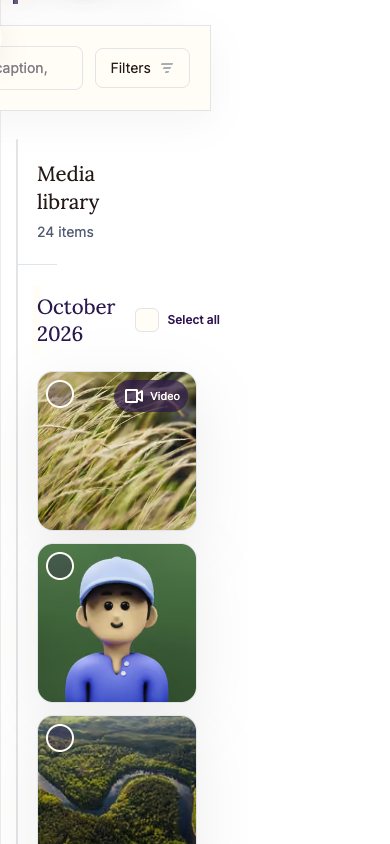 caption,
Filters
Media
library
24 items
October
2026
Select all
Video